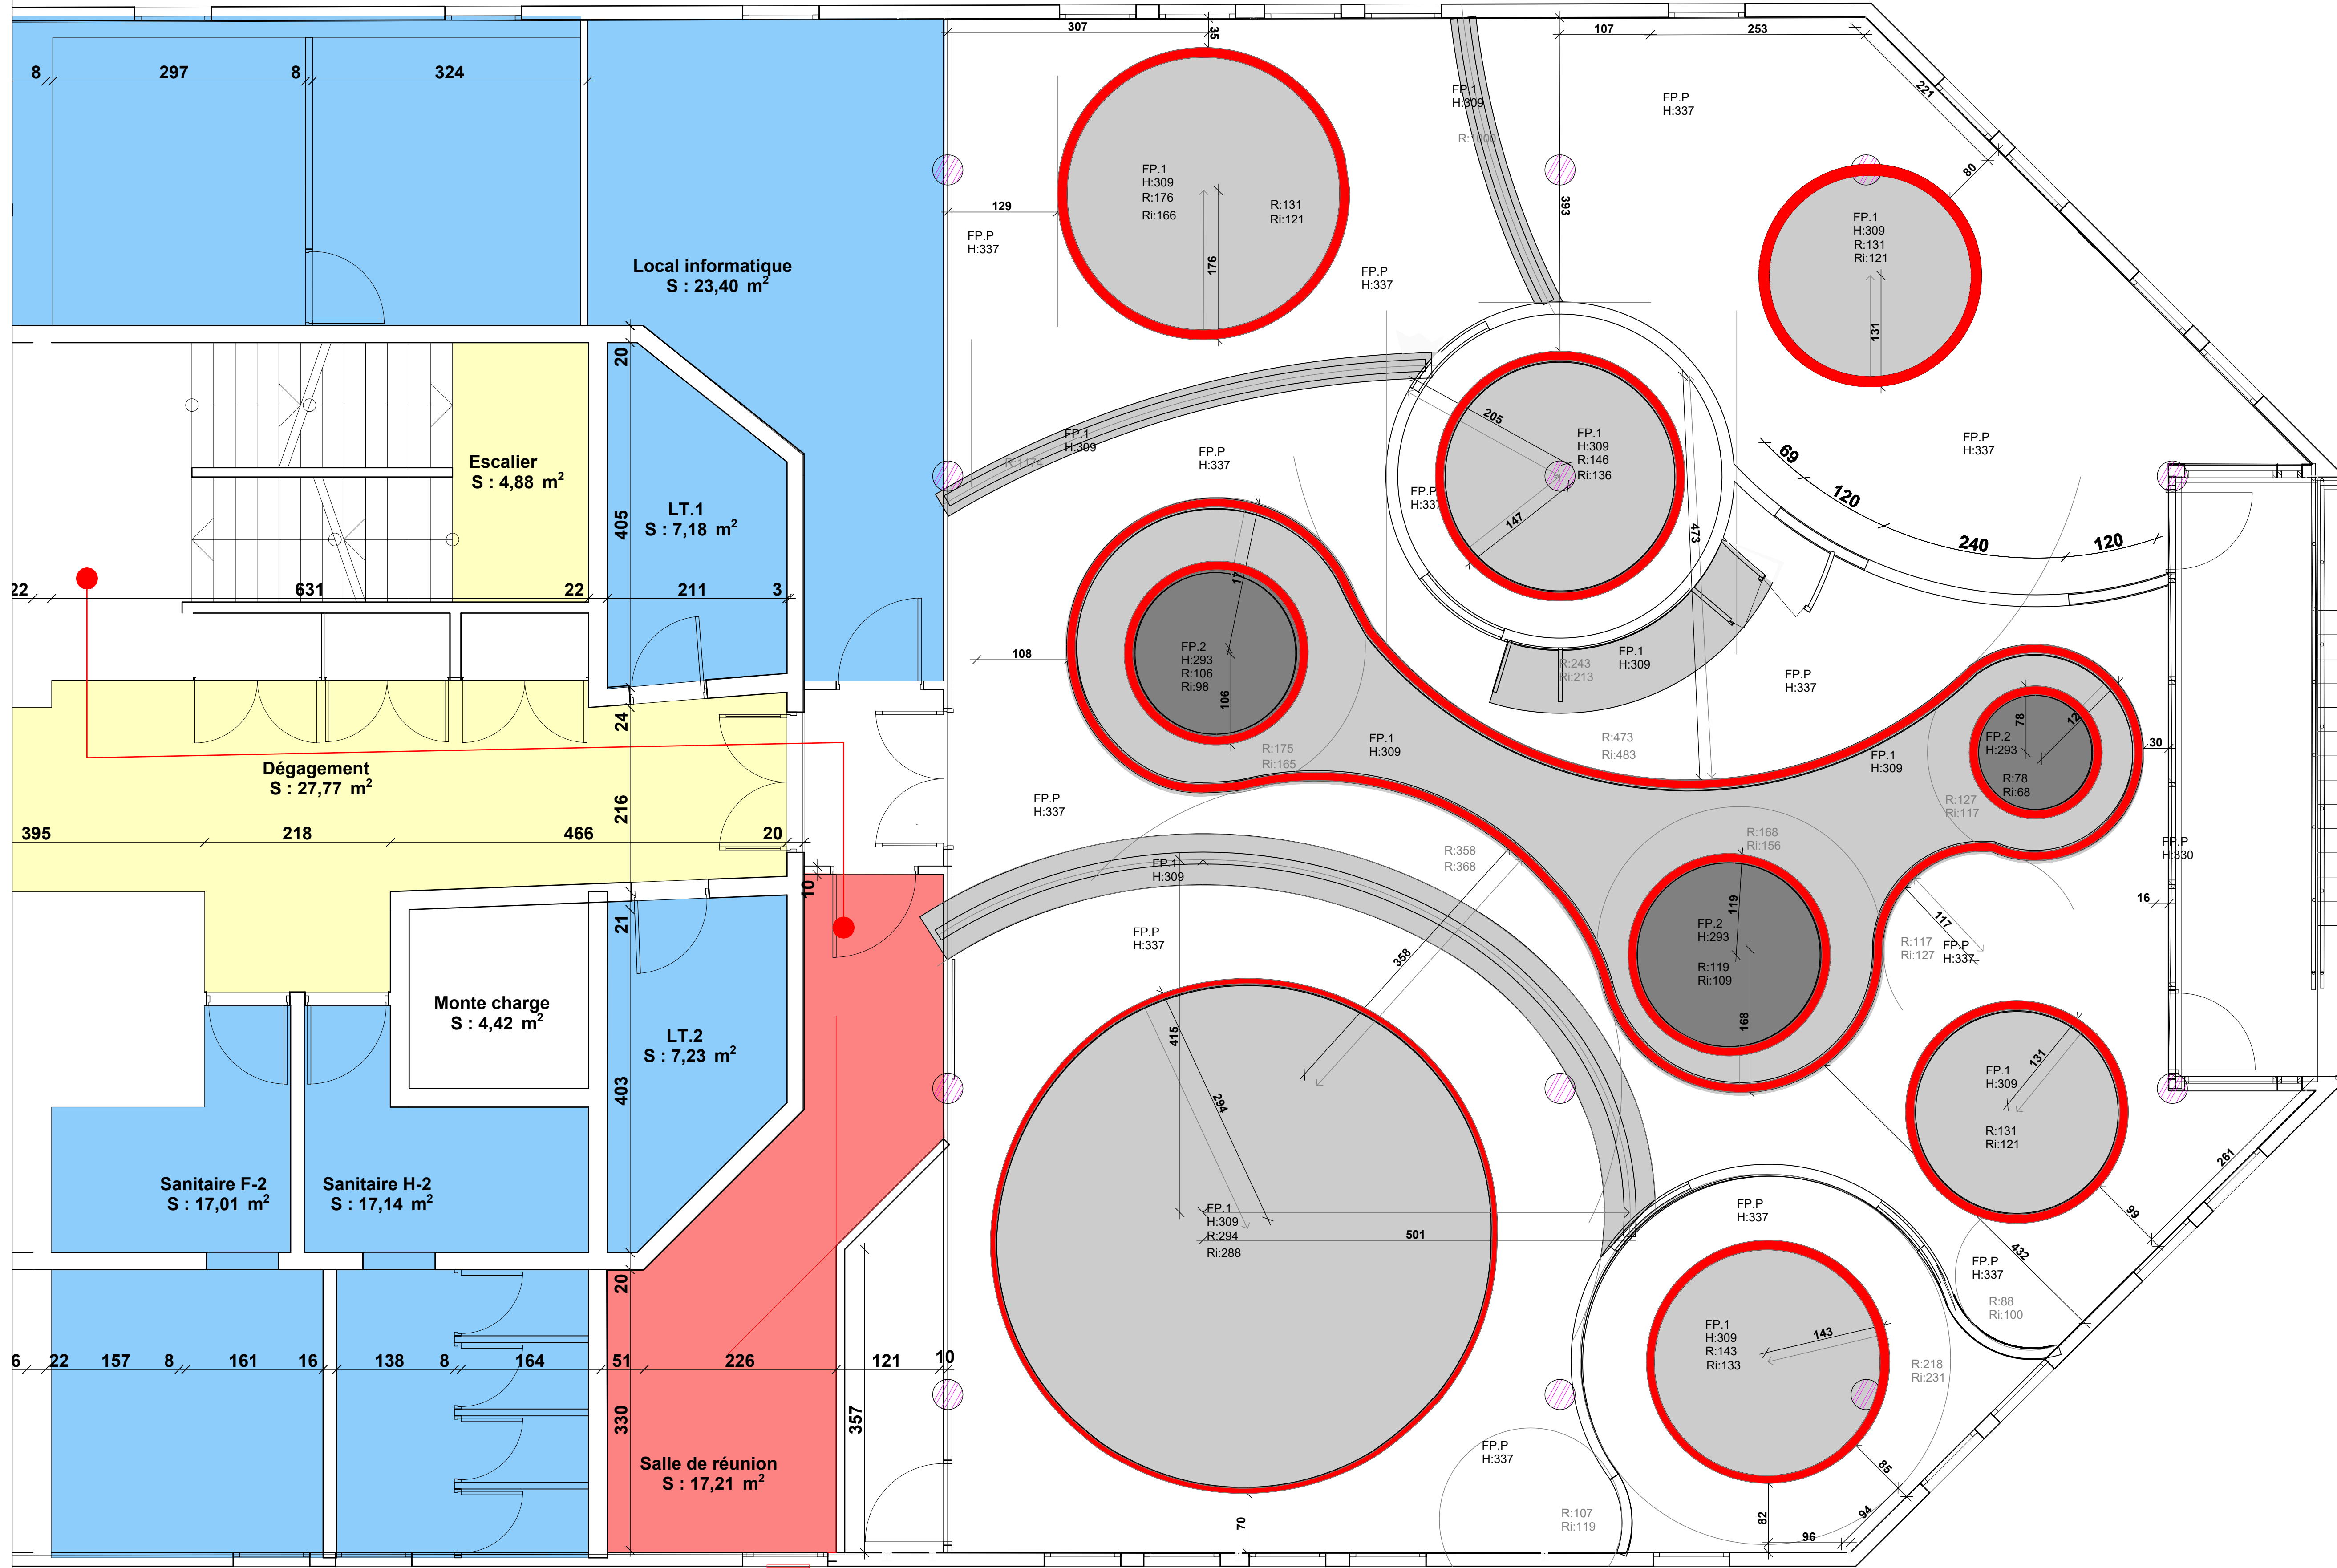 307
35
107
253
8
297
8
324
221
FP.1
H:309
FP.P
H:337
R:1000
80
FP.1
H:309
R:176
Ri:166
R:131
Ri:121
129
393
FP.1
H:309
R:131
Ri:121
FP.P
H:337
176
FP.P
H:337
Local informatique
S : 23,40 m²
131
20
205
FP.1
H:309
R:1174
FP.P
H:337
FP.1
H:309
R:146
Ri:136
FP.P
H:337
69
Escalier
S : 4,88 m²
120
FP.P
H:337
LT.1
S : 7,18 m²
405
147
473
240
120
22
631
22
211
3
17
108
FP.2
H:293
R:106
Ri:98
106
R:243
Ri:213
FP.1
H:309
FP.P
H:337
24
78
12
FP.2
H:293
R:78
Ri:68
30
R:175
Ri:165
FP.1
H:309
R:473
Ri:483
FP.1
H:309
Dégagement
S : 27,77 m²
216
FP.P
H:337
R:127
Ri:117
395
218
466
20
R:168
Ri:156
FP.P
H:330
R:358
R:368
FP.1
H:309
10
16
21
119
117
FP.2
H:293
R:119
Ri:109
FP.P
H:337
R:117
Ri:127
FP.P
H:337
358
Monte charge
S : 4,42 m²
168
415
LT.2
S : 7,23 m²
403
294
131
FP.1
H:309
R:131
Ri:121
261
Sanitaire F-2
S : 17,01 m²
Sanitaire H-2
S : 17,14 m²
FP.1
H:309
R:294
Ri:288
501
FP.P
H:337
99
432
FP.P
H:337
20
R:88
Ri:100
6
22
157
8
161
16
138
8
164
51
226
121
10
FP.1
H:309
R:143
Ri:133
143
R:218
Ri:231
330
357
Salle de réunion
S : 17,21 m²
FP.P
H:337
85
R:107
Ri:119
70
82
96
94